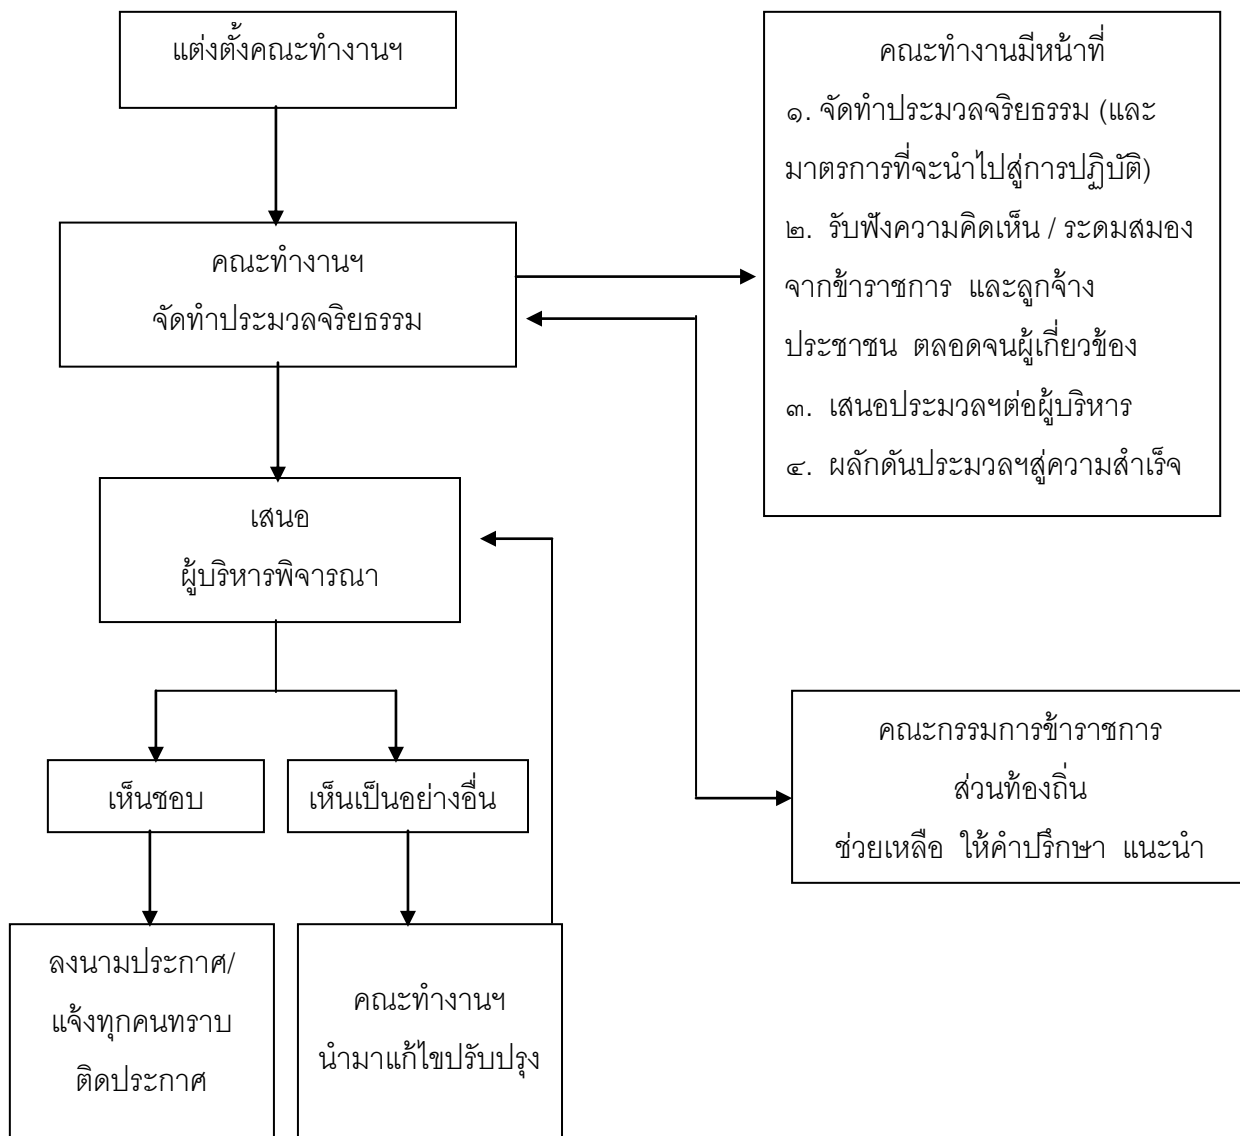 แต่งตั้งคณะทำงานฯ
คณะทำงานฯ
จัดทำประมวลจริยธรรม
คณะทำงานมีหน้าที่
๑. จัดทำประมวลจริยธรรม (และ
มาตรการที่จะนำไปสู่การปฏิบัติ)
๒. รับฟังความคิดเห็น / ระดมสมอง
จากข้าราชการ และลูกจ้าง
ประชาชน ตลอดจนผู้เกี่ยวข้อง
๓. เสนอประมวลฯต่อผู้บริหาร
๔. ผลักดันประมวลฯสู่ความสำเร็จ
เสนอ
ผู้บริหารพิจารณา
คณะกรรมการข้าราชการ
ส่วนท้องถิ่น
ช่วยเหลือ ให้คำปรึกษา แนะนำ
เห็นชอบ
เห็นเป็นอย่างอื่น
ลงนามประกาศ/
แจ้งทุกคนทราบ
ติดประกาศ
คณะทำงานฯ
นำมาแก้ไขปรับปรุง